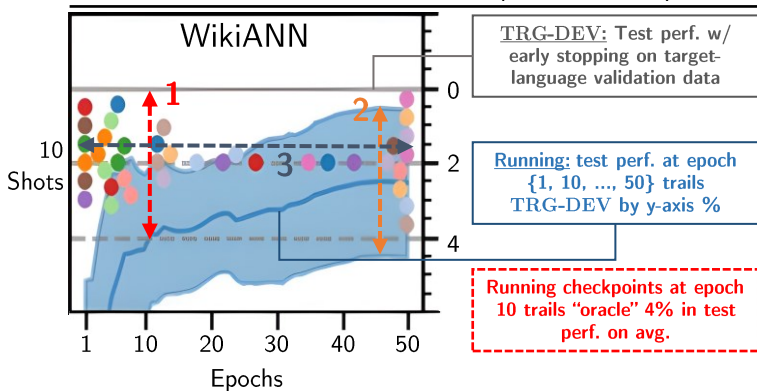 WikiANN
TRG-DEV: Test perf. w/
early stopping on target-
language validation data
1
0
2
10
Shots
3
2
Running: test perf. at epoch
{1, 10, ..., 50} trails
TRG-DEV by y-axis %
4
Running checkpoints at epoch
10 trails “oracle” 4% in test
perf. on avg.
1 10 20 30 40 50
Epochs